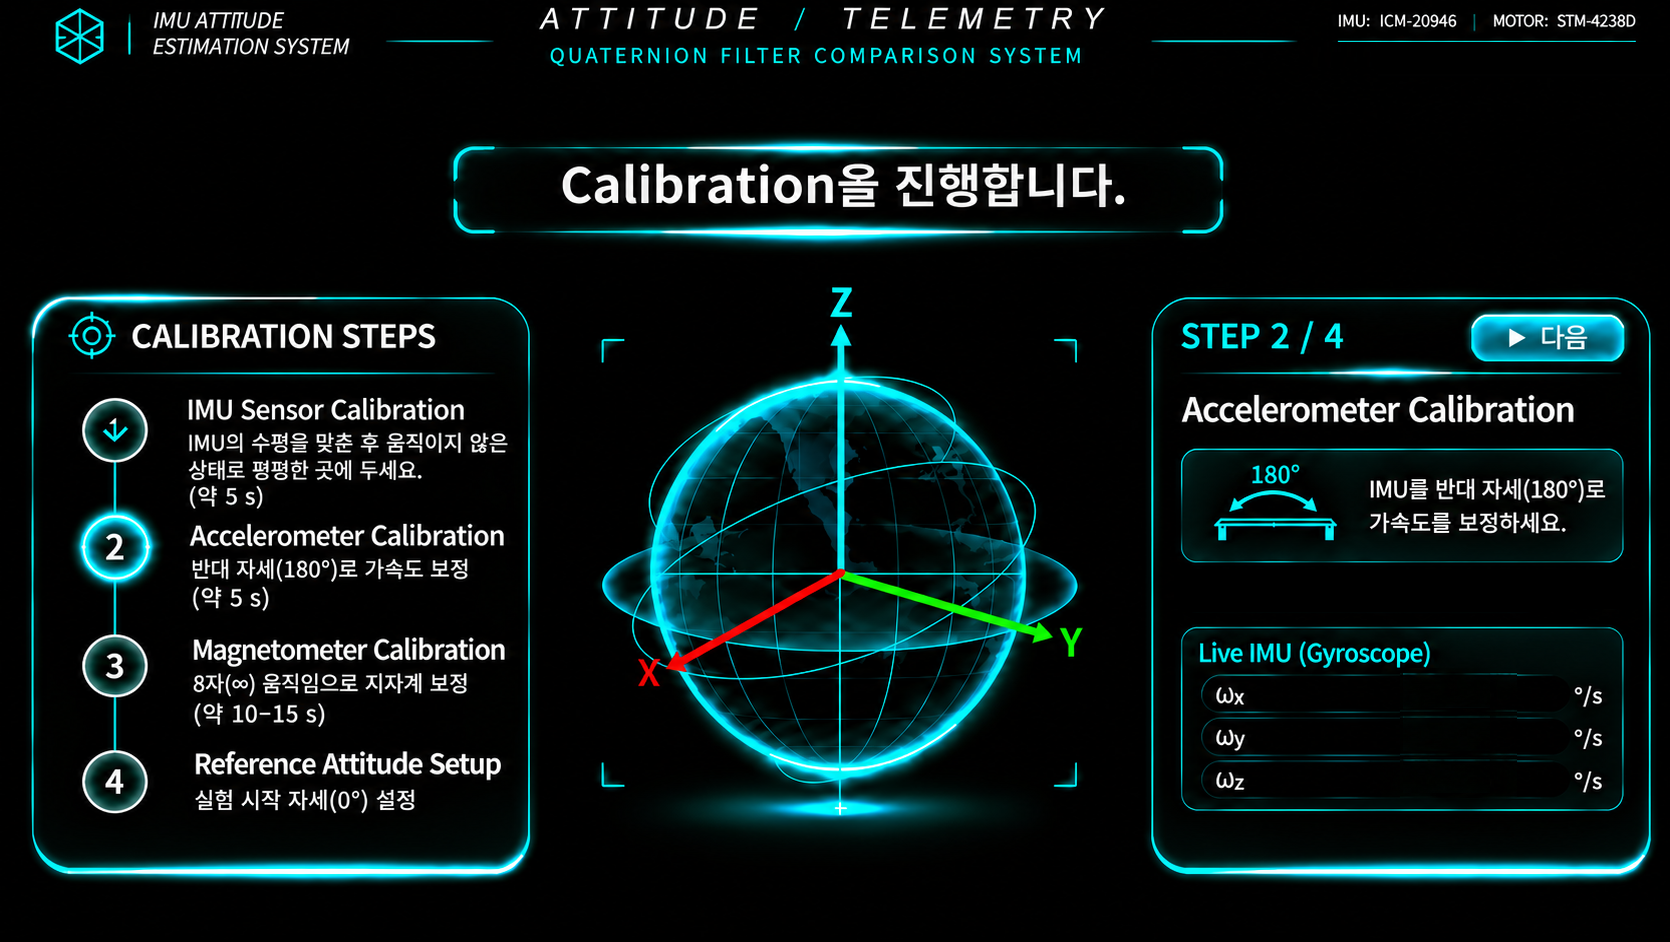 IMU ATTITUDE
ESTIMATION SYSTEM
ATTITUDE / TELEMETRY
QUATERNION FILTER COMPARISON SYSTEM
IMU: ICM-20946 | MOTOR: STM-4238D
Calibration을 진행합니다.
CALIBRATION STEPS
1
IMU Sensor Calibration
IMU의 수평을 맞춘 후 움직이지 않은
상태로 평평한 곳에 두세요.
(약 5 s)
2
Accelerometer Calibration
반대 자세(180°)로 가속도 보정
(약 5 s)
3
Magnetometer Calibration
8자(∞) 움직임으로 지자계 보정
(약 10-15 s)
4
Reference Attitude Setup
실험 시작 자세(0°) 설정
Z
X
Y
STEP 2 / 4
▶ 다음
Accelerometer Calibration
180°
IMU를 반대 자세(180°)로
가속도를 보정하세요.
Live IMU (Gyroscope)
ωx °/s
ωy °/s
ωz °/s